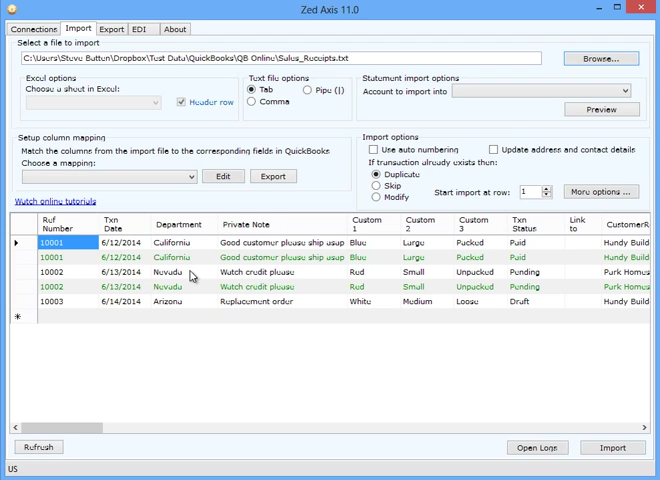 Zed Axis 11.0
Connections Import Export EDI About
Select a file to import
C:\Users\Steve Batten\Dropbox\Test Data\QuickBooks\QB Online\Sales_Receipts.txt
Browse...
Excel options
Choose a sheet in Excel:
Header row
Text file options
Tab
Pipe (|)
Comma
Statement import options
Account to import into
Preview
Setup column mapping
Match the columns from the import file to the corresponding fields in QuickBooks
Choose a mapping:
Edit
Export
Import options
Use auto numbering
Update address and contact details
If transaction already exists then:
Duplicate
Skip
Modify
Start import at row:
1
More options ...
Watch online tutorials
Ref Number Txn Date Department Private Note Custom 1 Custom 2 Custom 3 Txn Status Link to CustomerR
10001 6/12/2014 California Good customer please ship asap Blue Large Packed Paid Handy Build
10001 6/12/2014 California Good customer please ship asap Blue Large Packed Paid Handy Build
10002 6/13/2014 Nevada Watch credit please Red Small Unpacked Pending Park Homes
10002 6/13/2014 Nevada Watch credit please Red Small Unpacked Pending Park Homes
10003 6/14/2014 Arizona Replacement order White Medium Loose Draft Handy Build
Refresh
Open Logs
Import
US